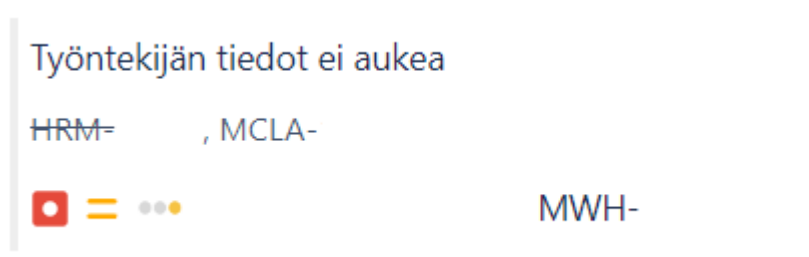 Työntekijän tiedot ei aukea
HRM- , MCLA-
MWH-